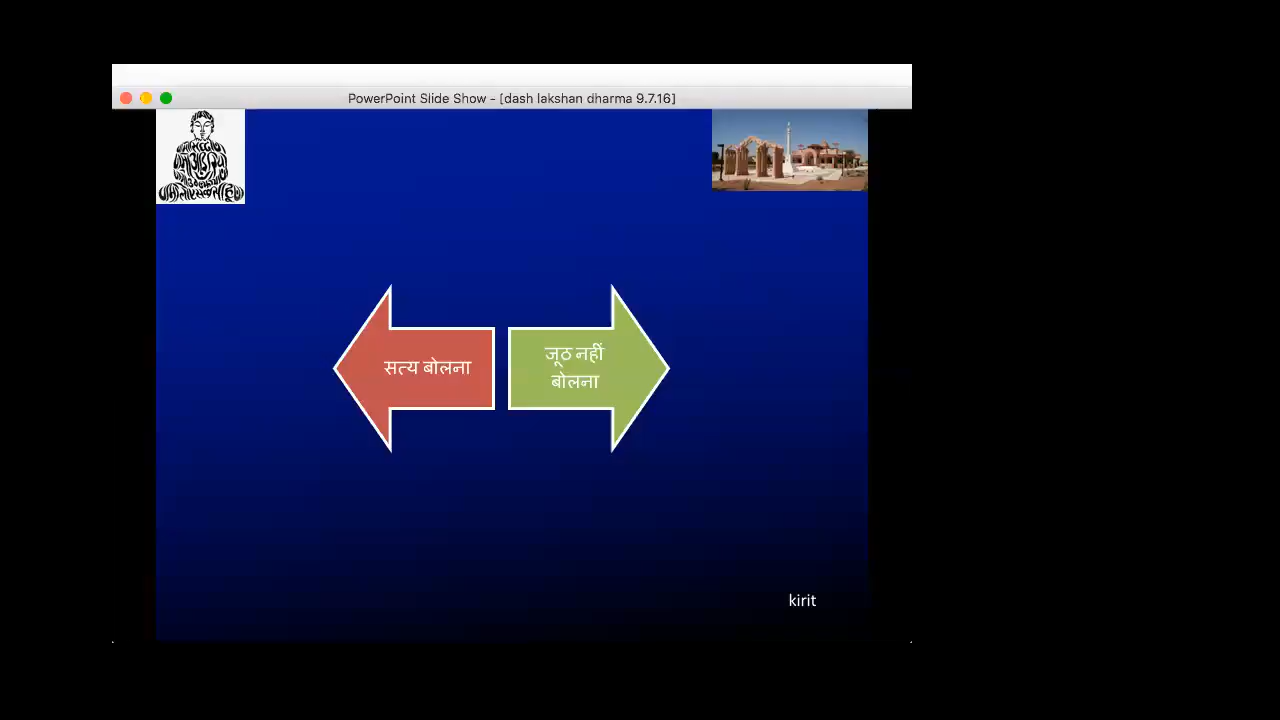 PowerPoint Slide Show - [dash lakshan dharma 9.7.16]
सत्य बोलना
जूठ नहीं
बोलना
kirit